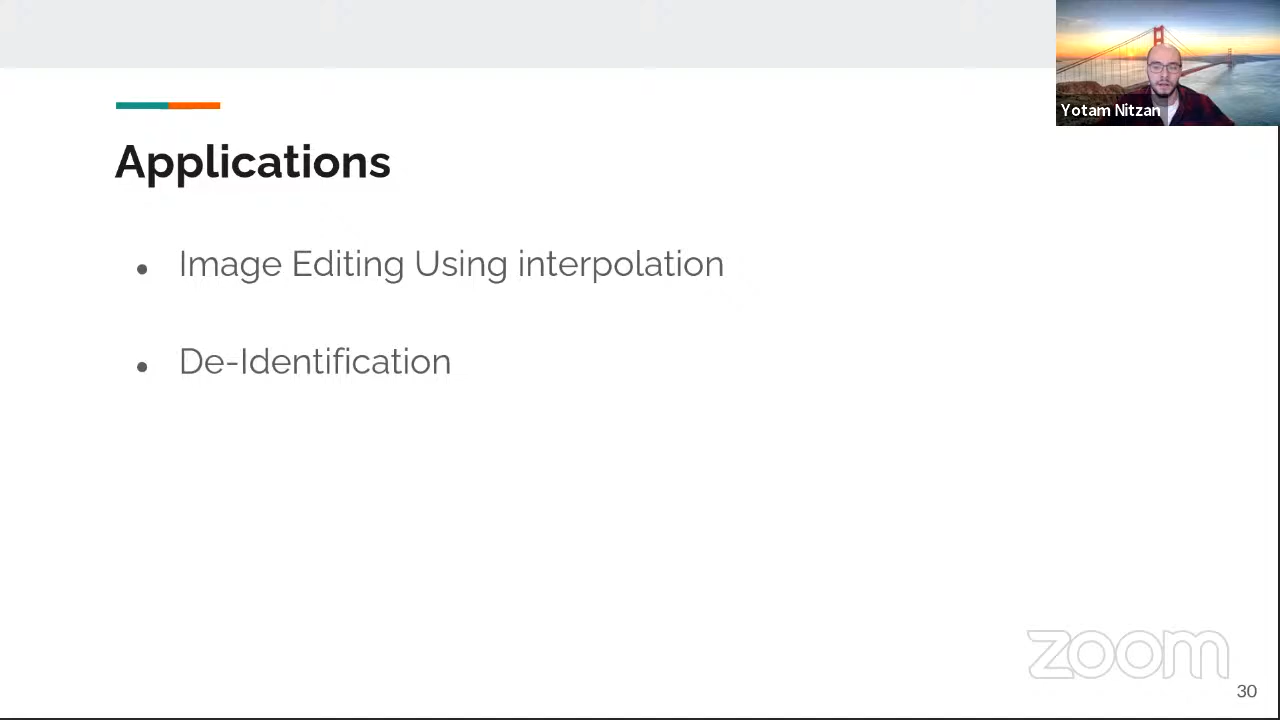 Yotam Nitzan
Applications
● Image Editing Using interpolation
● De-Identification
zoom
30